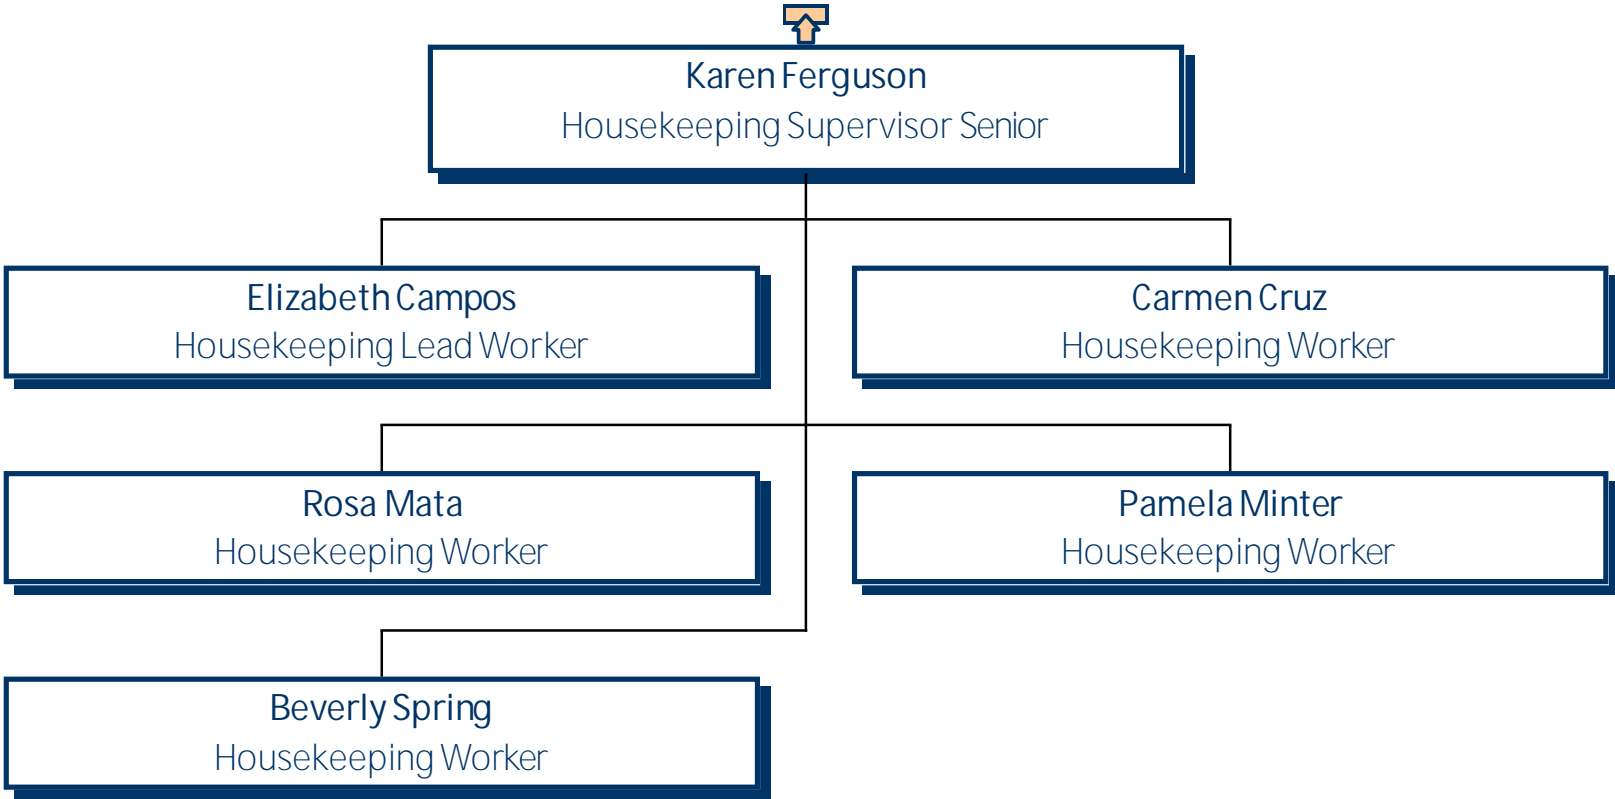 Karen Ferguson
Housekeeping Supervisor Senior
Elizabeth Campos
Housekeeping Lead Worker
Carmen Cruz
Housekeeping Worker
Rosa Mata
Housekeeping Worker
Pamela Minter
Housekeeping Worker
Beverly Spring
Housekeeping Worker